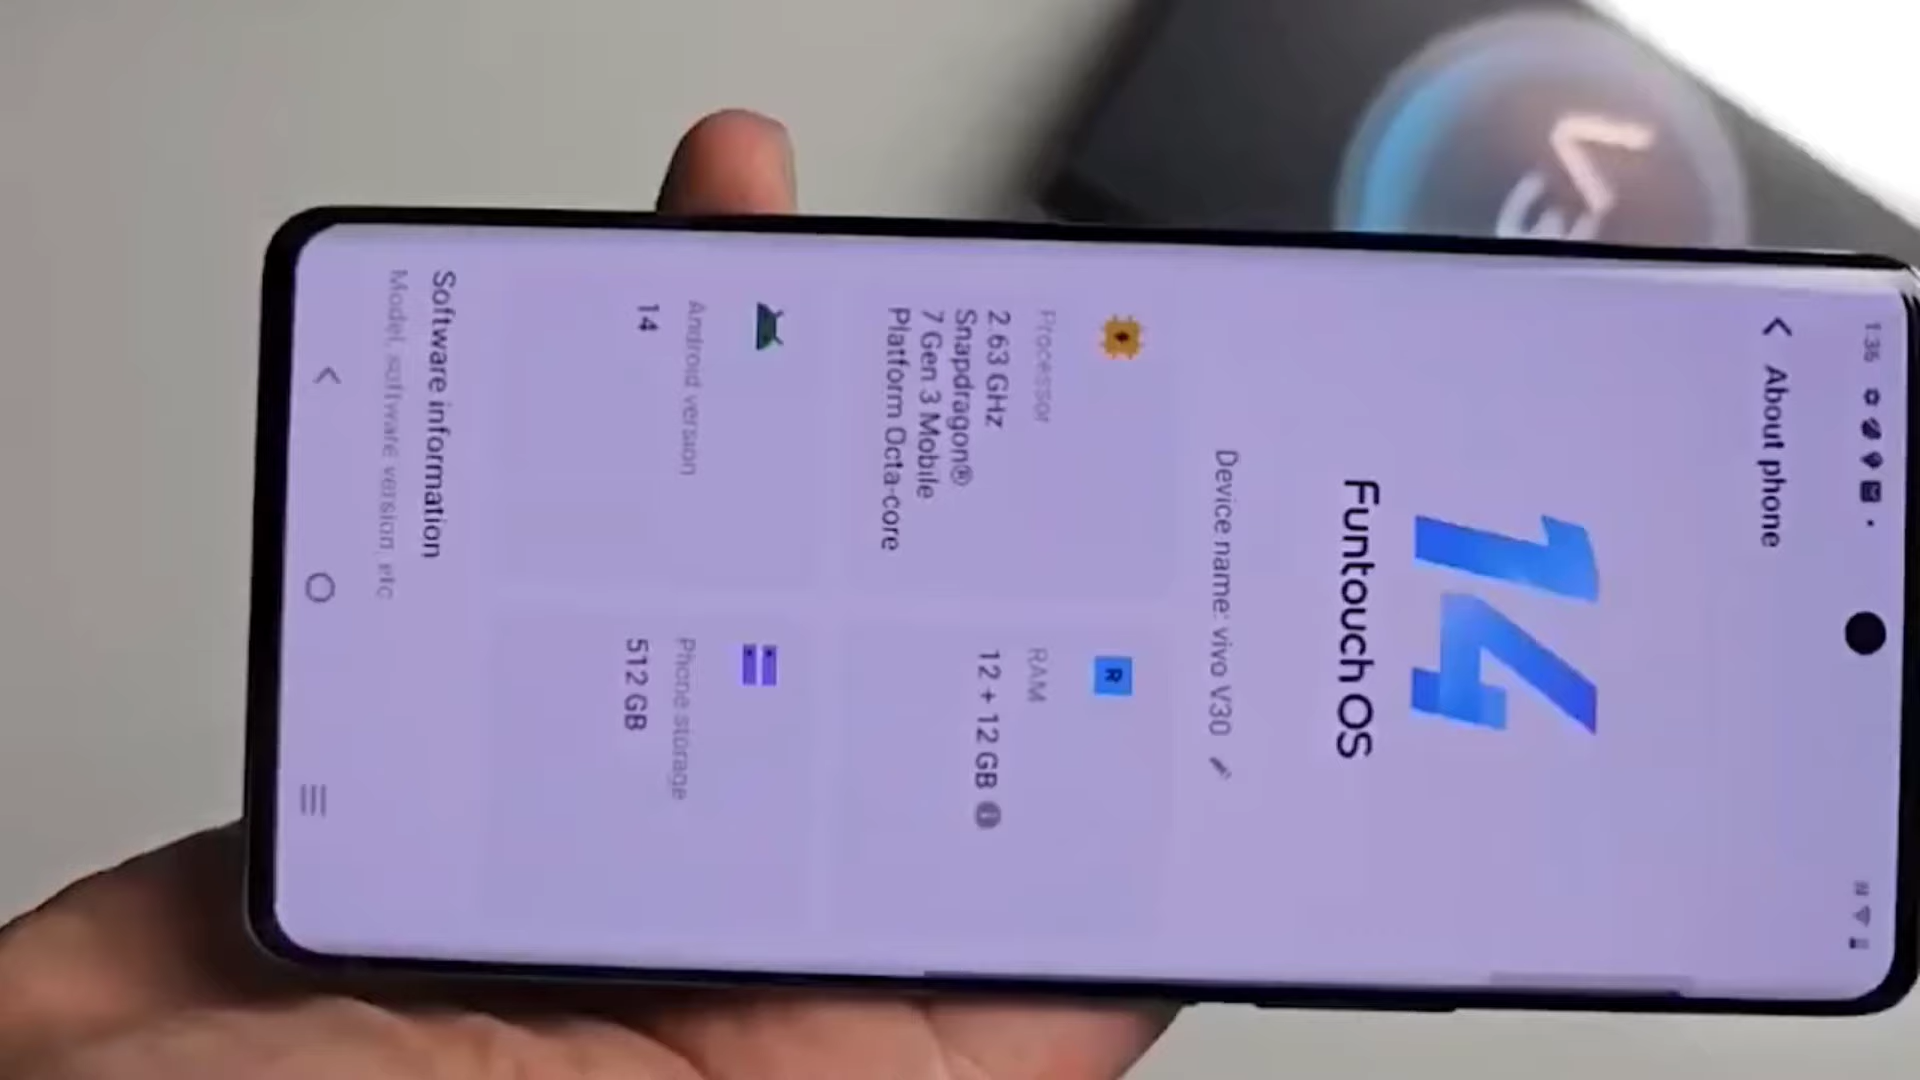 1:36
About phone
14
Funtouch OS
Device name: vivo V30
Processor
2.63 GHz
Snapdragon®
7 Gen 3 Mobile
Platform Octa-core
RAM
12 + 12 GB
Android version
14
Phone storage
512 GB
Software information
Model, software version, etc
V3